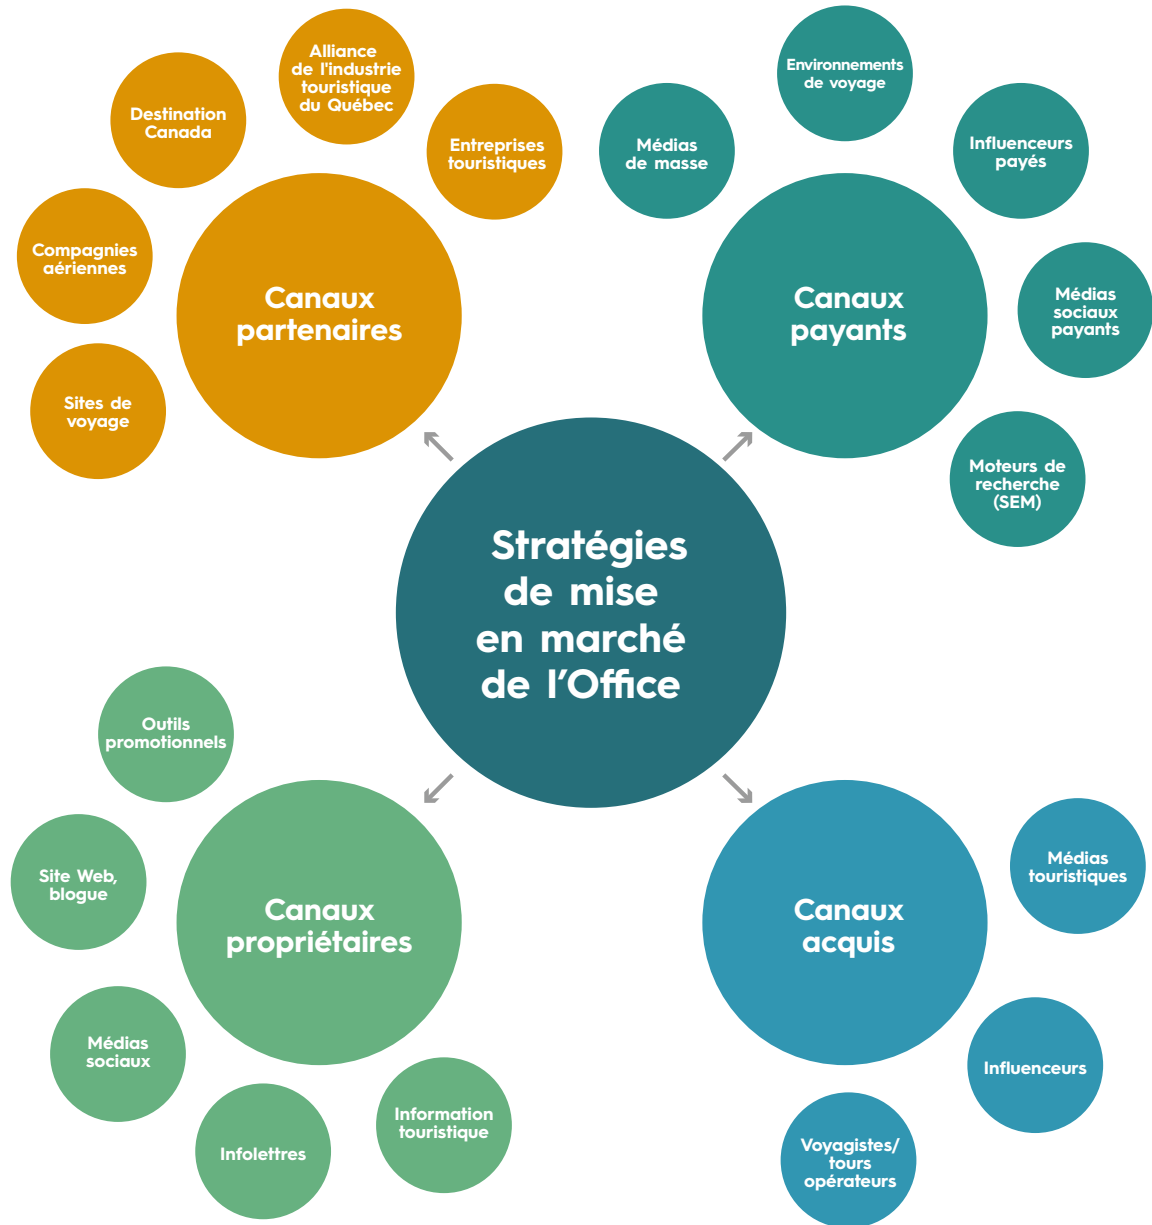 Alliance
de l'industrie
touristique
du Québec
Destination
Canada
Entreprises
touristiques
Compagnies
aériennes
Sites de
voyage
Canaux
partenaires
Environnements
de voyage
Médias
de masse
Influenceurs
payés
Médias
sociaux
payants
Moteurs de
recherche
(SEM)
Canaux
payants
Stratégies
de mise
en marché
de l’Office
Outils
promotionnels
Site Web,
blogue
Médias
sociaux
Infolettres
Information
touristique
Canaux
propriétaires
Canaux
acquis
Médias
touristiques
Influenceurs
Voyagistes/
tours
opérateurs